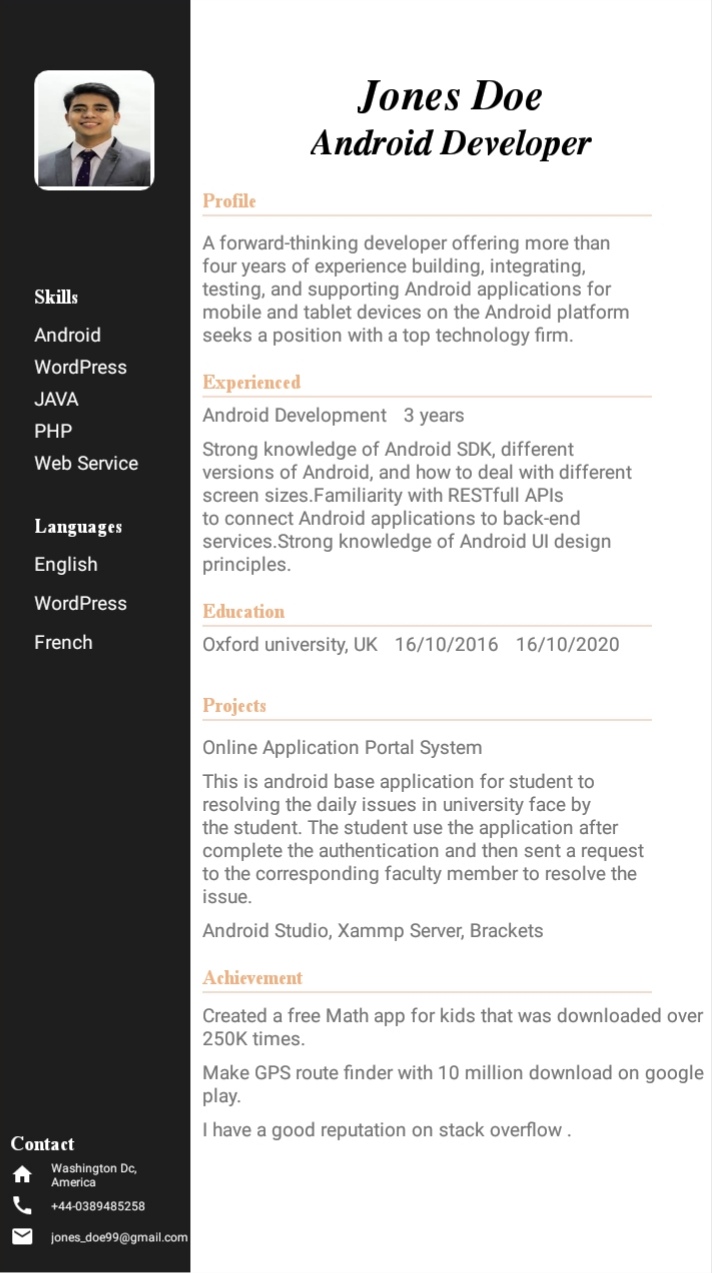 Jones Doe
Android Developer
Skills
Android
WordPress
JAVA
PHP
Web Service
Languages
English
WordPress
French
Contact
Washington Dc,
America
+44-0389485258
jones_doe99@gmail.com
Profile
A forward-thinking developer offering more than
four years of experience building, integrating,
testing, and supporting Android applications for
mobile and tablet devices on the Android platform
seeks a position with a top technology firm.
Experienced
Android Development 3 years
Strong knowledge of Android SDK, different
versions of Android, and how to deal with different
screen sizes.Familiarity with RESTfull APIs
to connect Android applications to back-end
services.Strong knowledge of Android UI design
principles.
Education
Oxford university, UK 16/10/2016 16/10/2020
Projects
Online Application Portal System
This is android base application for student to
resolving the daily issues in university face by
the student. The student use the application after
complete the authentication and then sent a request
to the corresponding faculty member to resolve the
issue.
Android Studio, Xammp Server, Brackets
Achievement
Created a free Math app for kids that was downloaded over
250K times.
Make GPS route finder with 10 million download on google
play.
I have a good reputation on stack overflow .